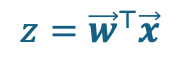 z = w⃗ᵀx⃗